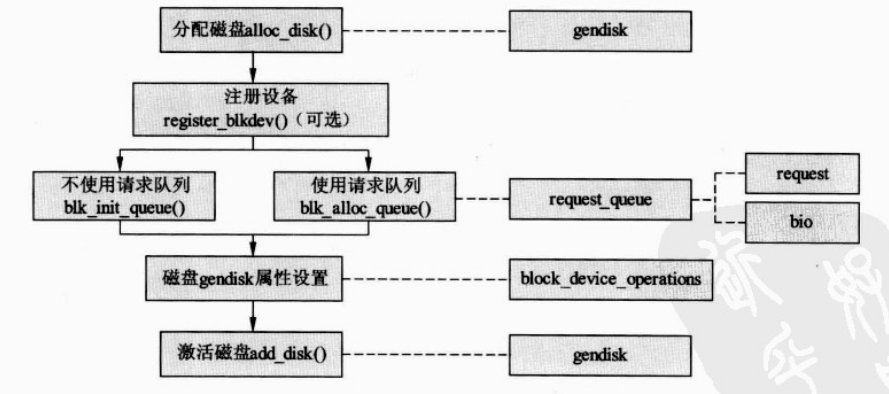 分配磁盘alloc_disk()
gendisk
注册设备
register_blkdev()（可选）
不使用请求队列
blk_init_queue()
使用请求队列
blk_alloc_queue()
request_queue
request
bio
磁盘gendisk属性设置
block_device_operations
激活磁盘add_disk()
gendisk